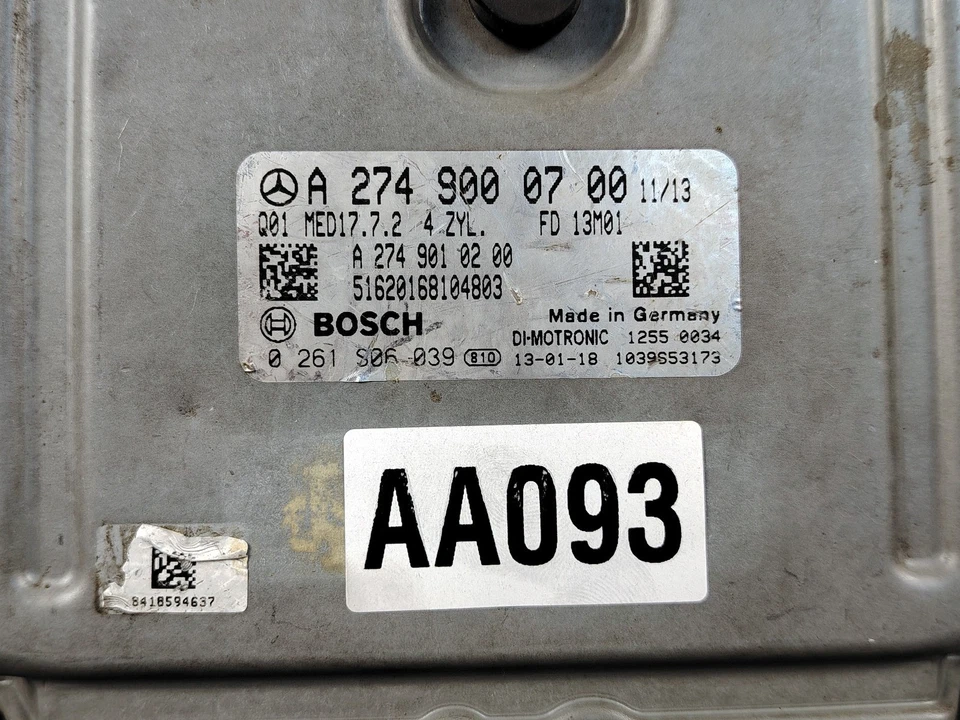 A 274 900 07 00 11/13
Q01 MED17.7.2 4 ZYL. FD 13M01
A 274 901 02 00
51620168104803
BOSCH
Made in Germany
DI-MOTRONIC 1255 0034
0 261 S06 039 810 13-01-18 1039S53173
AA093
8418594637